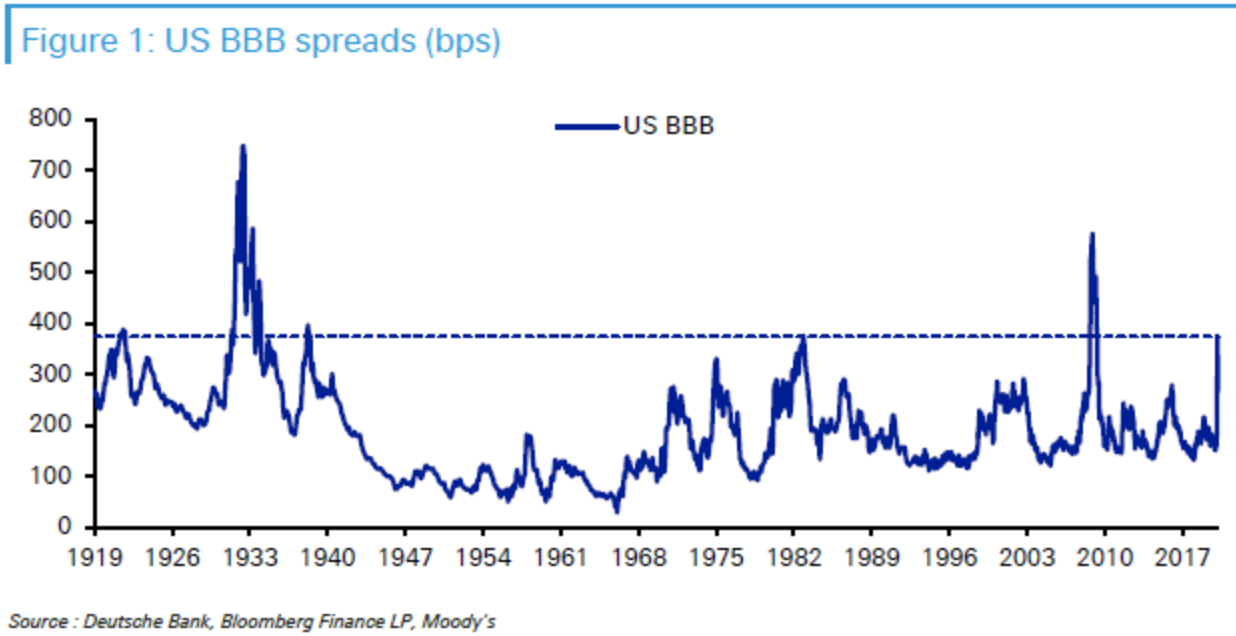 Figure 1: US BBB spreads (bps)
US BBB
800
700
600
500
400
300
200
100
0
1919 1926 1933 1940 1947 1954 1961 1968 1975 1982 1989 1996 2003 2010 2017
Source : Deutsche Bank, Bloomberg Finance LP, Moody's